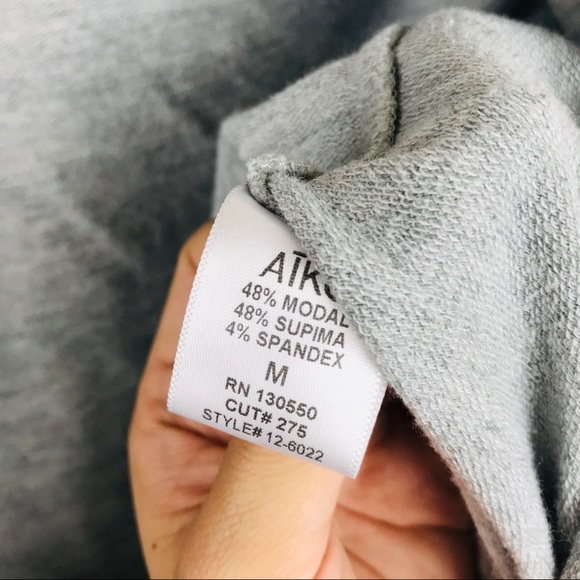 48% MODAL
48% SUPIMA
4% SPANDEX
M
RN 130550
CUT# 275
STYLE# 12-6022